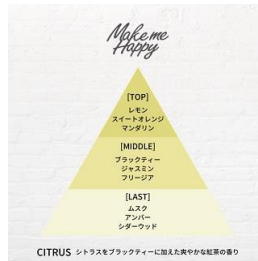 Make me
Happy
[TOP]
レモン
スイートオレンジ
マンダリン
[MIDDLE]
ブラックティー
ジャスミン
フリージア
[LAST]
ムスク
アンバー
シダーウッド
CITRUS シトラスをブラックティーに加えた爽やかな紅茶の香り